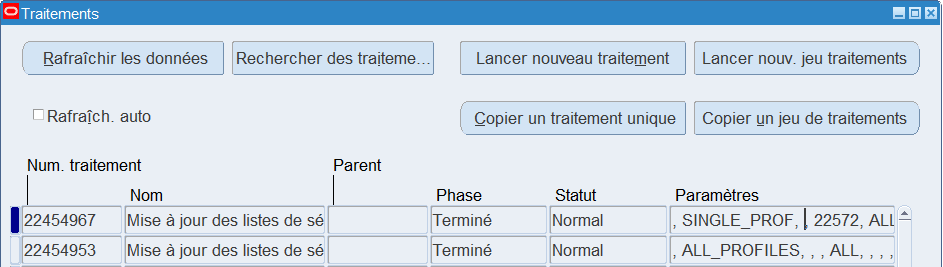 Traitements
Rafraîchir les données Rechercher des traiteme... Lancer nouveau traitement Lancer nouv. jeu traitements
Rafraîch. auto Copier un traitement unique Copier un jeu de traitements
Num. traitement Parent
Nom Phase Statut Paramètres
22454967 Mise à jour des listes de sé Terminé Normal , SINGLE_PROF, , 22572, ALL
22454953 Mise à jour des listes de sé Terminé Normal , ALL_PROFILES, , , ALL, , , ,